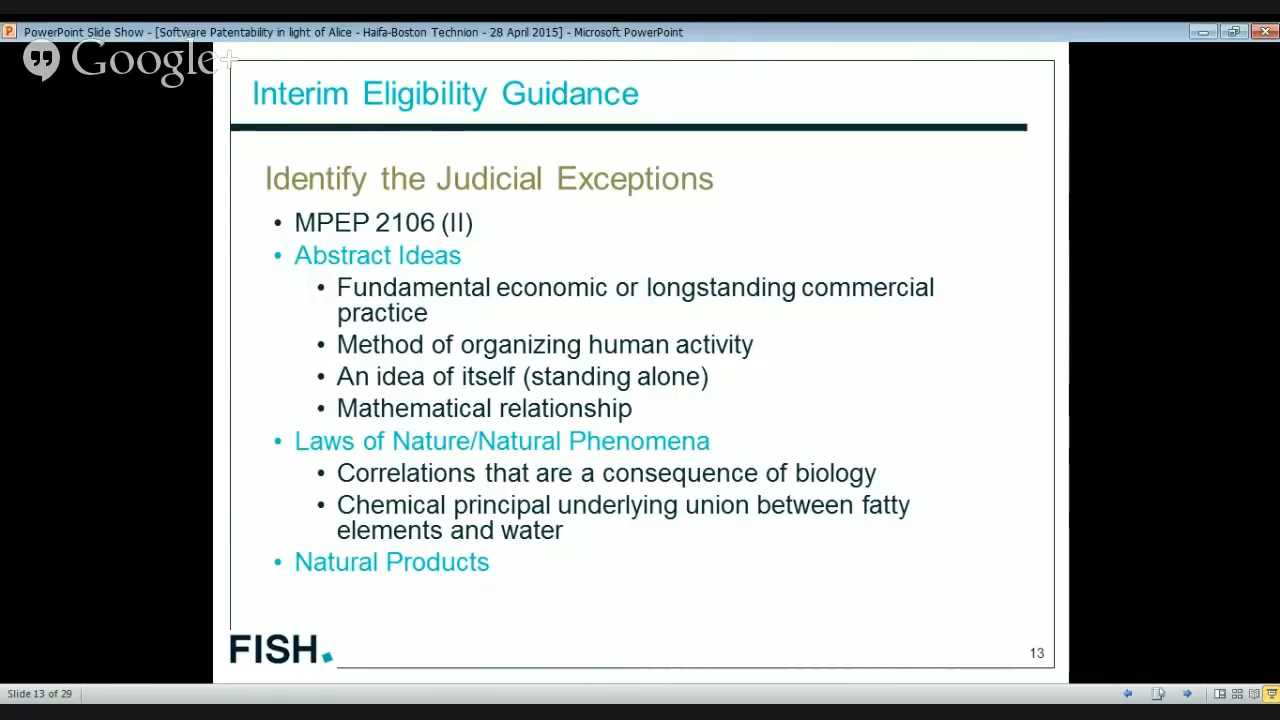 PowerPoint Slide Show - [Software Patentability in light of Alice - Haifa-Boston Technion - 28 April 2015] - Microsoft PowerPoint
Google+
Interim Eligibility Guidance
Identify the Judicial Exceptions
• MPEP 2106 (II)
• Abstract Ideas
• Fundamental economic or longstanding commercial
practice
• Method of organizing human activity
• An idea of itself (standing alone)
• Mathematical relationship
• Laws of Nature/Natural Phenomena
• Correlations that are a consequence of biology
• Chemical principal underlying union between fatty
elements and water
• Natural Products
FISH.
13
Slide 13 of 29